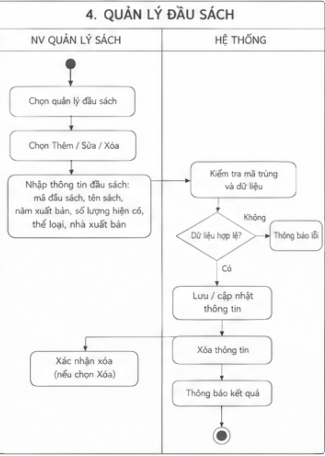 4. QUẢN LÝ ĐẦU SÁCH
NV QUẢN LÝ SÁCH
HỆ THỐNG
Chọn quản lý đầu sách
Chọn Thêm / Sửa / Xóa
Nhập thông tin đầu sách:
mã đầu sách, tên sách,
năm xuất bản, số lượng hiện có,
thể loại, nhà xuất bản
Kiểm tra mã trùng
và dữ liệu
Dữ liệu hợp lệ?
Không
Thông báo lỗi
Có
Lưu / cập nhật
thông tin
Xóa thông tin
Xác nhận xóa
(nếu chọn Xóa)
Thông báo kết quả